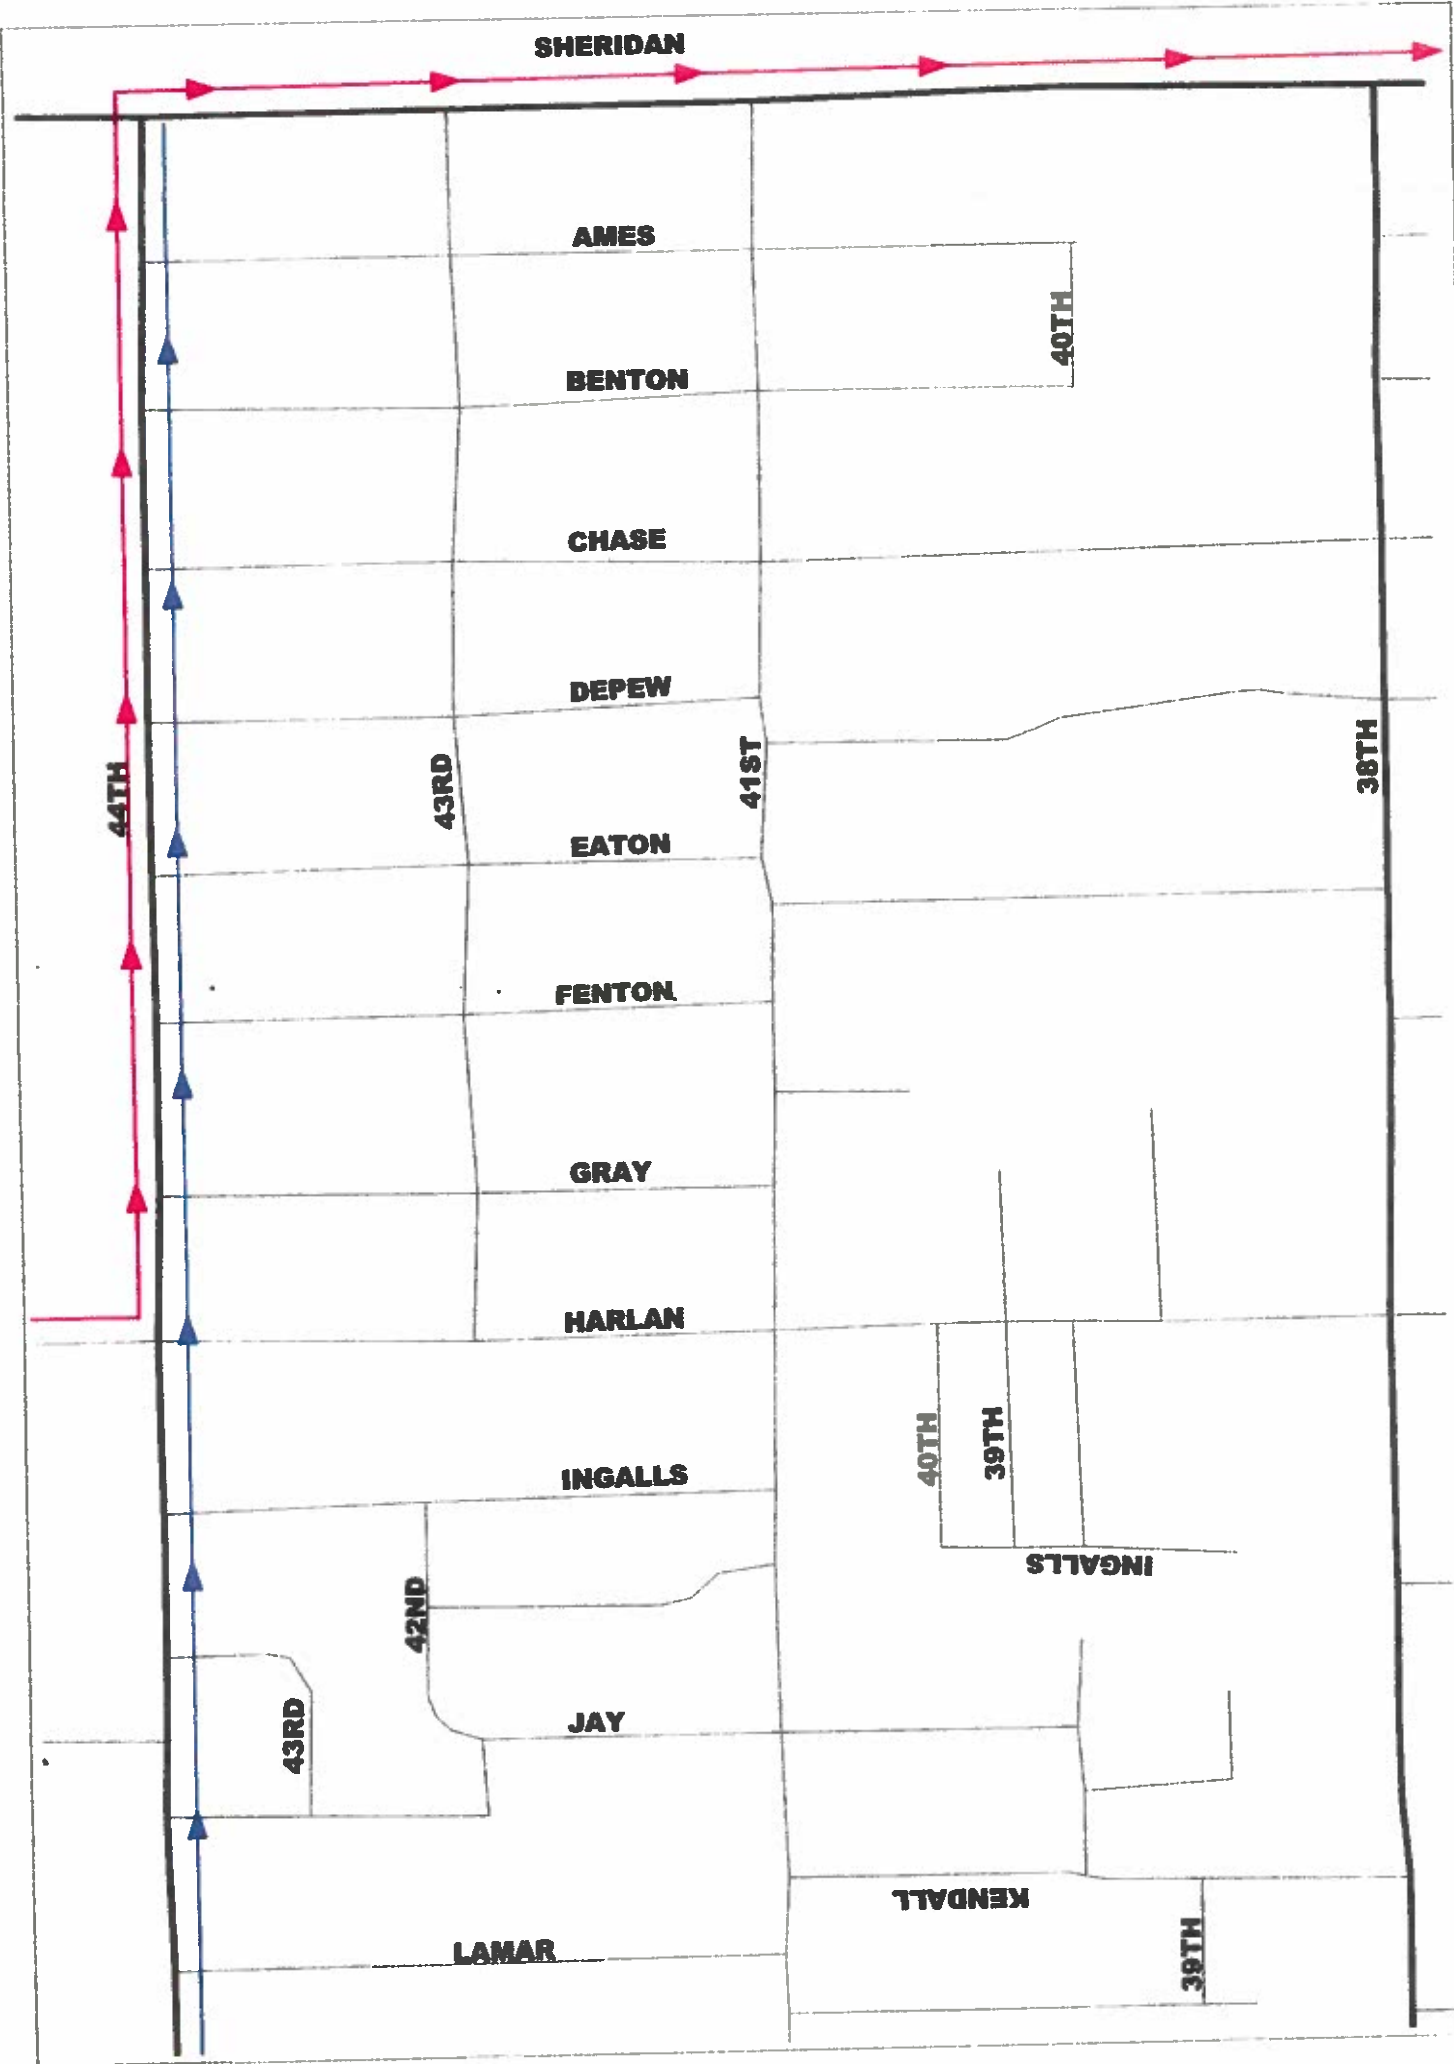 SHERIDAN
AMES
40TH
BENTON
CHASE
DEPEW
44TH
43RD
41ST
38TH
EATON
FENTON
GRAY
HARLAN
40TH
39TH
INGALLS
INGALLS
42ND
43RD
JAY
KENDALL
LAMAR
39TH